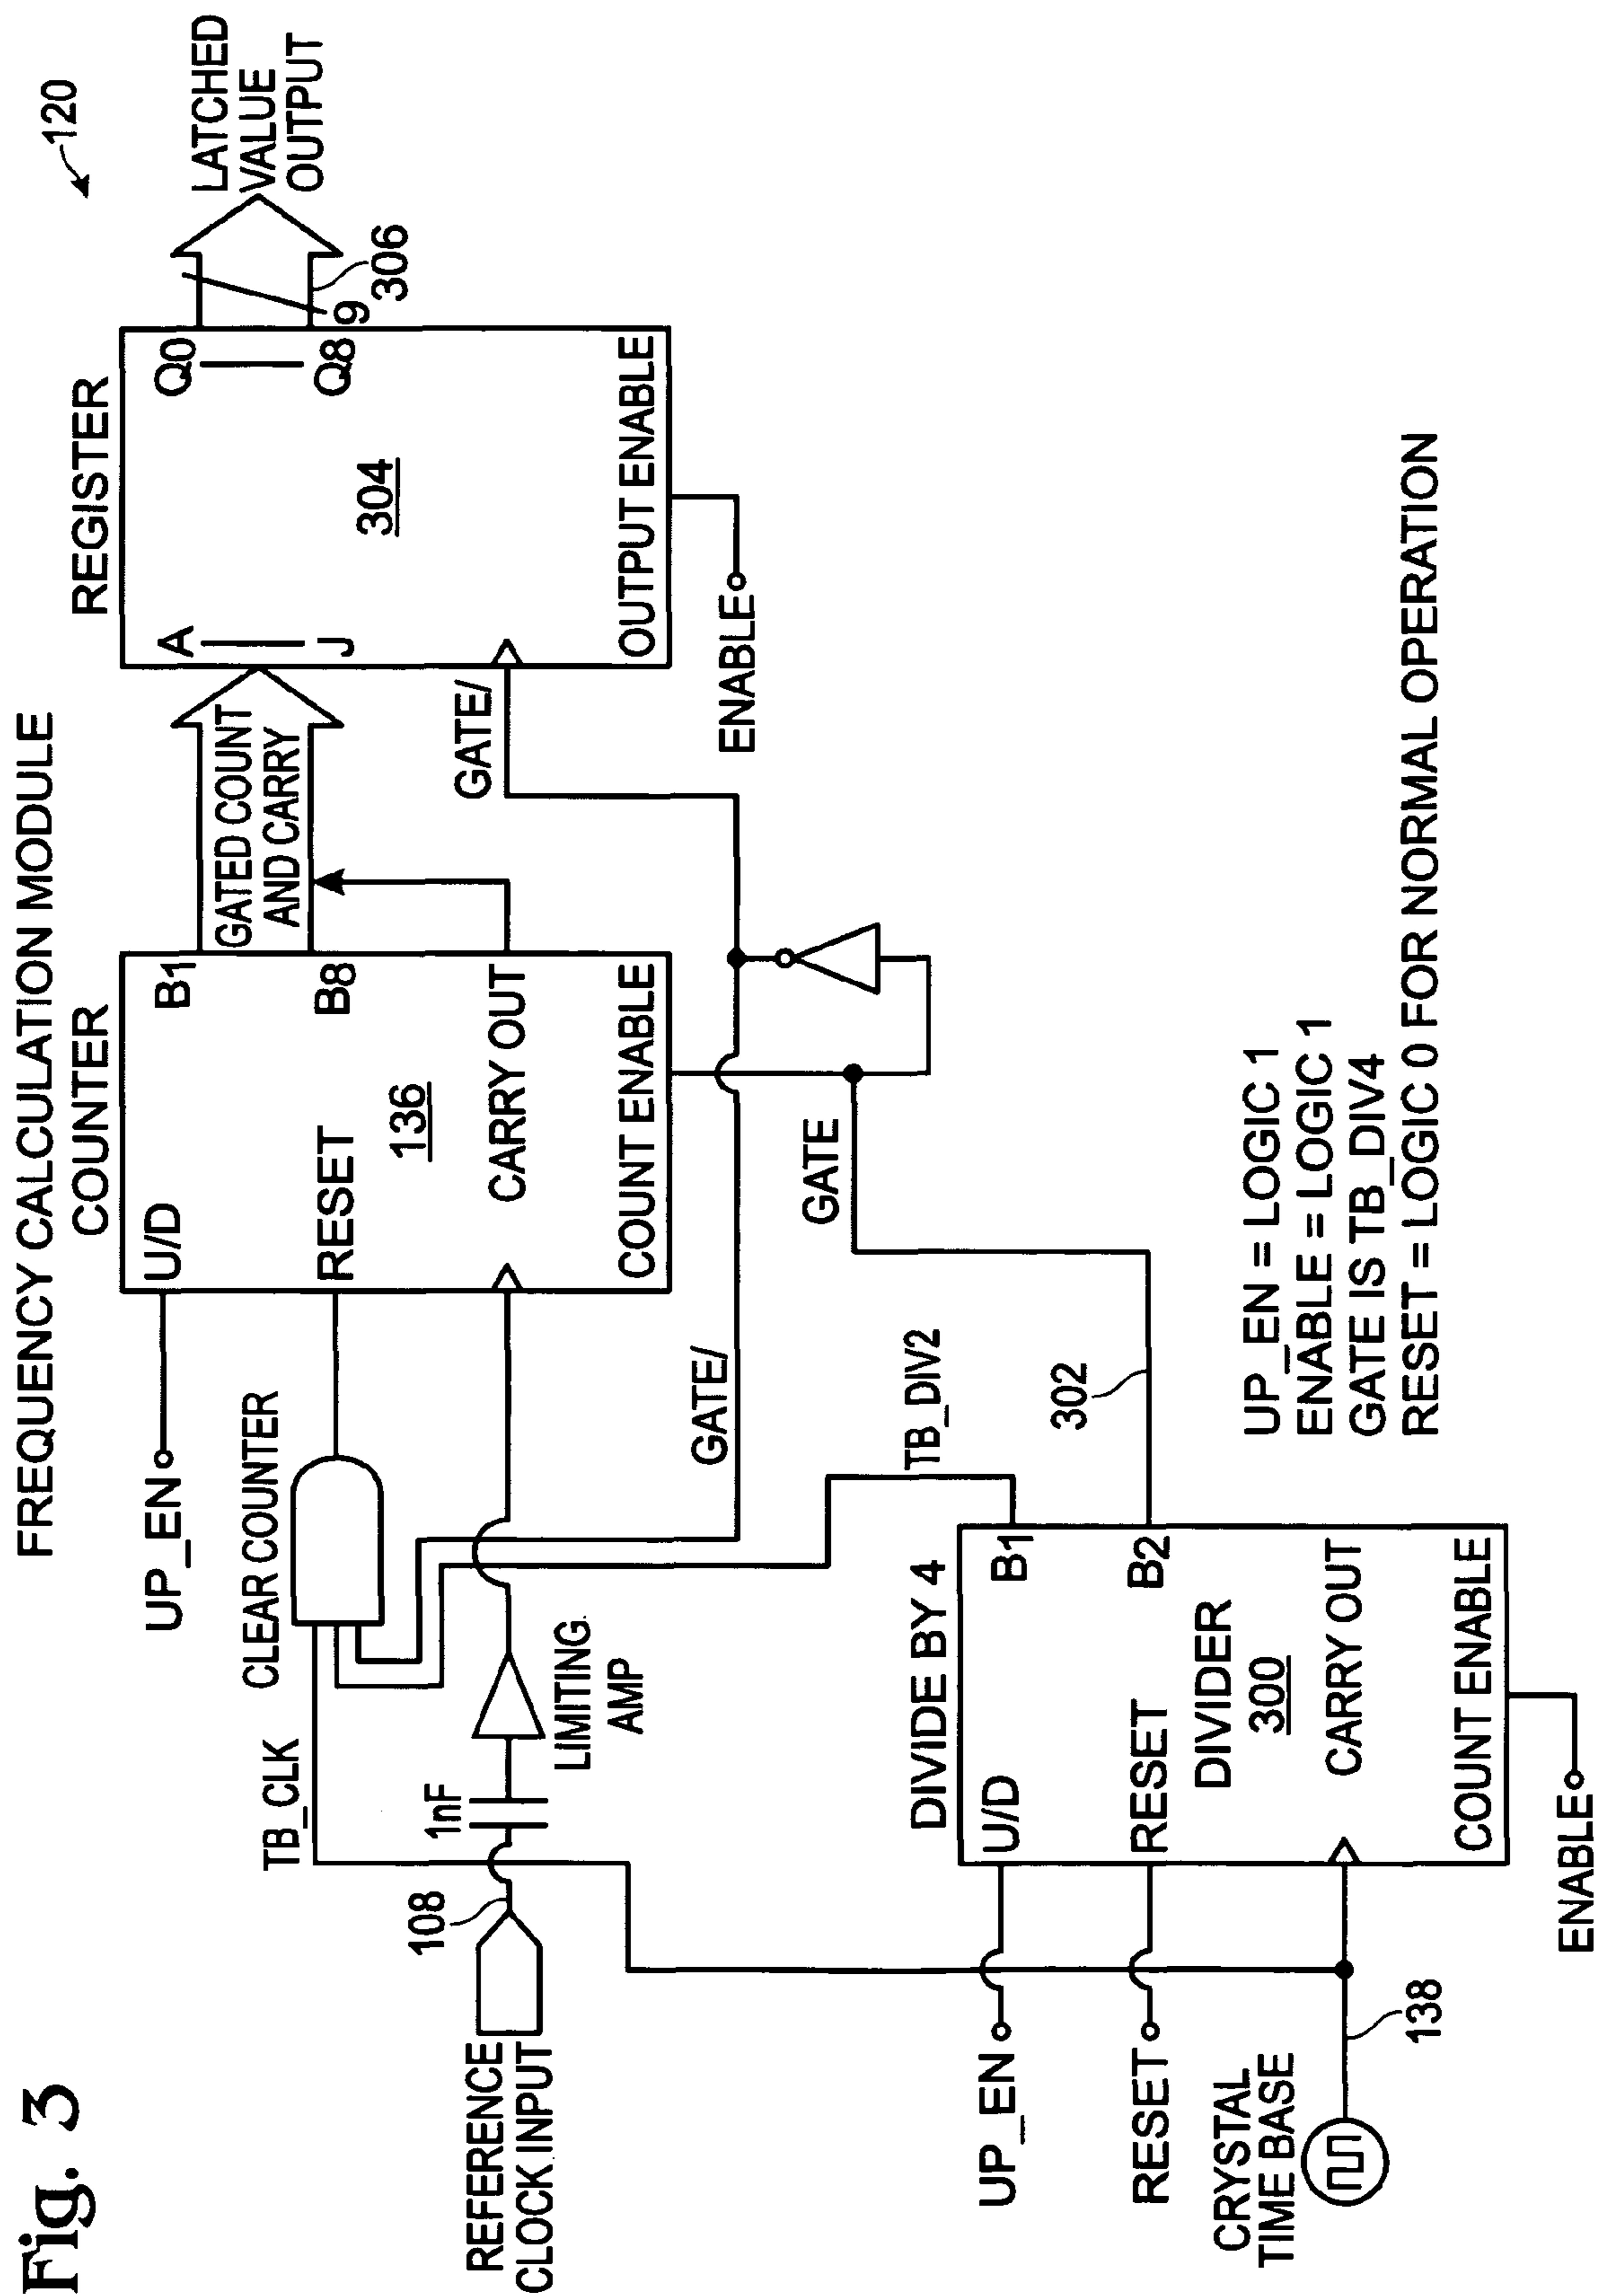 Fig. 3
FREQUENCY CALCULATION MODULE
120
COUNTER
REGISTER
UP_EN
U/D
B1
GATED COUNT
AND CARRY
A
J
Q0
Q8
9
306
LATCHED
VALUE
OUTPUT
CLEAR COUNTER
TB_CLK
RESET
B8
136
304
CARRY OUT
COUNT ENABLE
OUTPUT ENABLE
GATE/
ENABLE
REFERENCE
CLOCK INPUT
108
1nF
LIMITING
AMP
GATE/
GATE
TB_DIV2
302
DIVIDE BY 4
UP_EN
U/D
B1
RESET
RESET
B2
DIVIDER
300
CARRY OUT
COUNT ENABLE
CRYSTAL
TIME BASE
138
ENABLE
UP_EN = LOGIC 1
ENABLE = LOGIC 1
GATE IS TB_DIV4
RESET = LOGIC 0 FOR NORMAL OPERATION